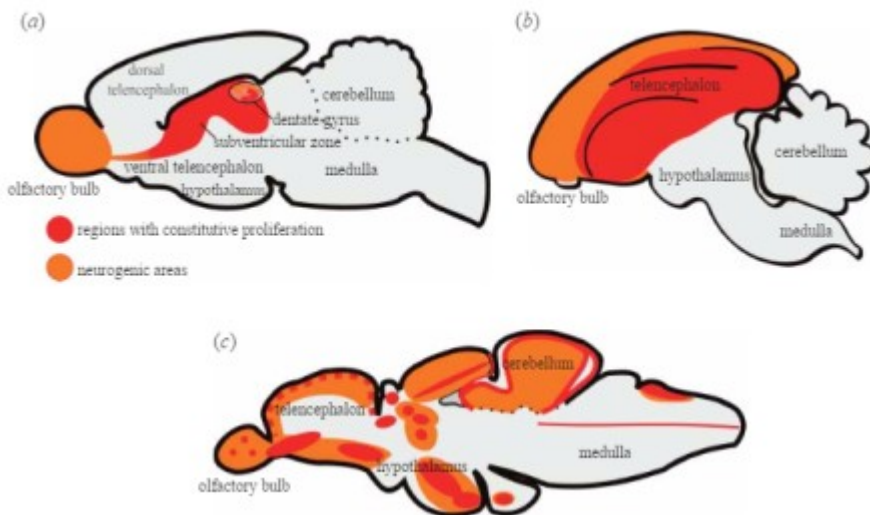 (a)
dorsal
telencephalon
cerebellum
dentate-gyrus
subventricular zone
ventral telencephalon
medulla
hypothalamus
olfactory bulb
regions with constitutive proliferation
neurogenic areas
(b)
telencephalon
cerebellum
hypothalamus
olfactory bulb
medulla
(c)
cerebellum
telencephalon
medulla
hypothalamus
olfactory bulb